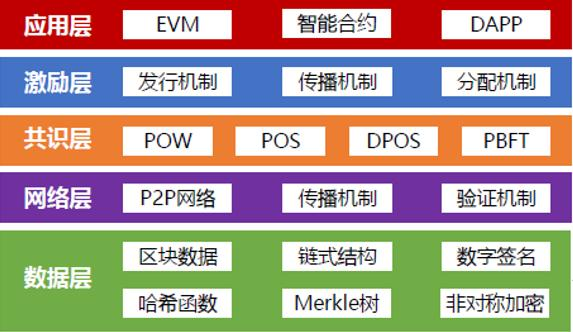 应用层 EVM 智能合约 DAPP
激励层 发行机制 传播机制 分配机制
共识层 POW POS DPOS PBFT
网络层 P2P网络 传播机制 验证机制
数据层 区块数据 链式结构 数字签名
哈希函数 Merkle树 非对称加密